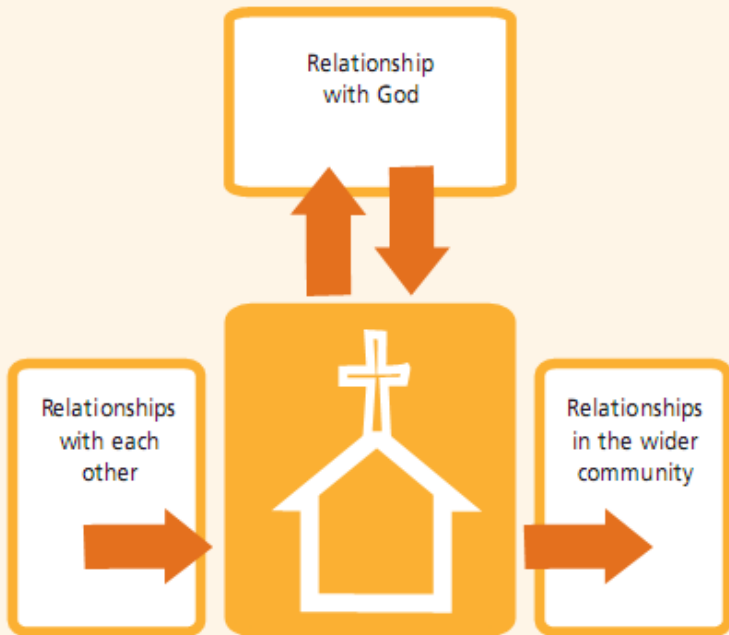 Relationship
with God
Relationships
with each
other
Relationships
in the wider
community